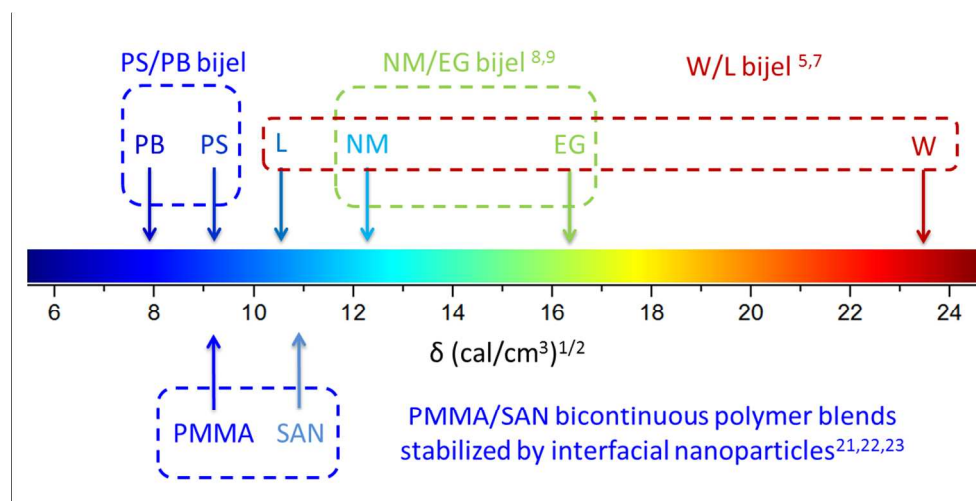 PS/PB bijel
NM/EG bijel 8,9
W/L bijel 5,7
PB PS L NM EG W
6 8 10 12 14 16 18 20 22 24
δ (cal/cm³)¹/²
PMMA SAN
PMMA/SAN bicontinuous polymer blends
stabilized by interfacial nanoparticles21,22,23